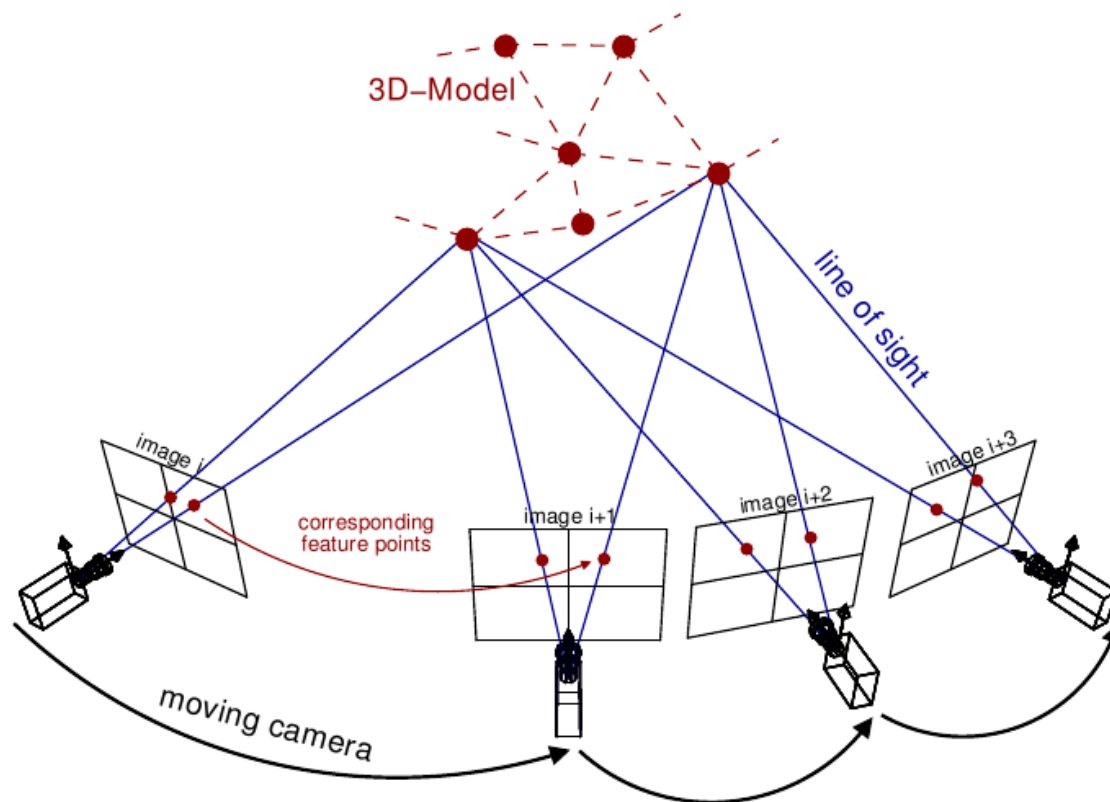 3D−Model
line of sight
image i
image i+1
image i+2
image i+3
corresponding
feature points
moving camera